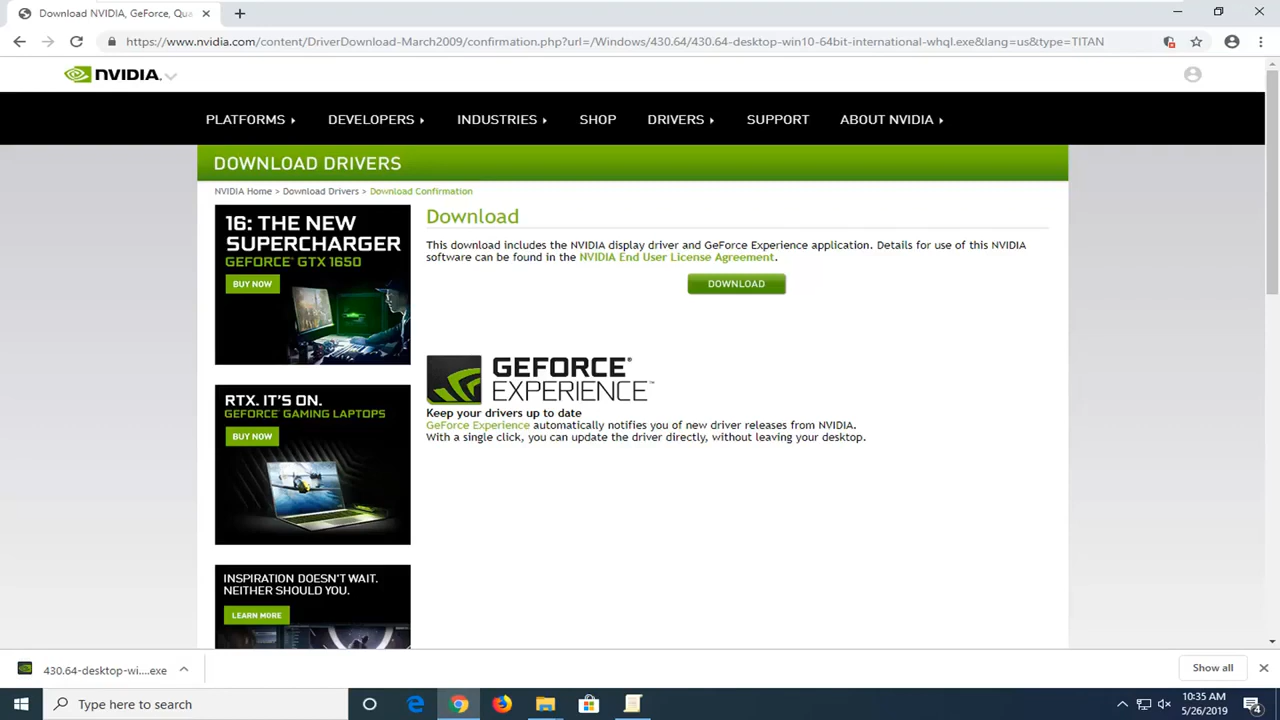 Download NVIDIA, GeForce, Qua
https://www.nvidia.com/content/DriverDownload-March2009/confirmation.php?url=/Windows/430.64/430.64-desktop-win10-64bit-international-whql.exe&lang=us&type=TITAN
NVIDIA.
PLATFORMS DEVELOPERS INDUSTRIES SHOP DRIVERS SUPPORT ABOUT NVIDIA
DOWNLOAD DRIVERS
NVIDIA Home > Download Drivers > Download Confirmation
16: THE NEW
SUPERCHARGER
GEFORCE® GTX 1650
BUY NOW
RTX. IT'S ON.
GEFORCE® GAMING LAPTOPS
BUY NOW
INSPIRATION DOESN'T WAIT.
NEITHER SHOULD YOU.
LEARN MORE
Download
This download includes the NVIDIA display driver and GeForce Experience application. Details for use of this NVIDIA
software can be found in the NVIDIA End User License Agreement.
DOWNLOAD
GEFORCE®
EXPERIENCE™
Keep your drivers up to date
GeForce Experience automatically notifies you of new driver releases from NVIDIA.
With a single click, you can update the driver directly, without leaving your desktop.
430.64-desktop-wi....exe
Show all
Type here to search
10:35 AM
5/26/2019
4